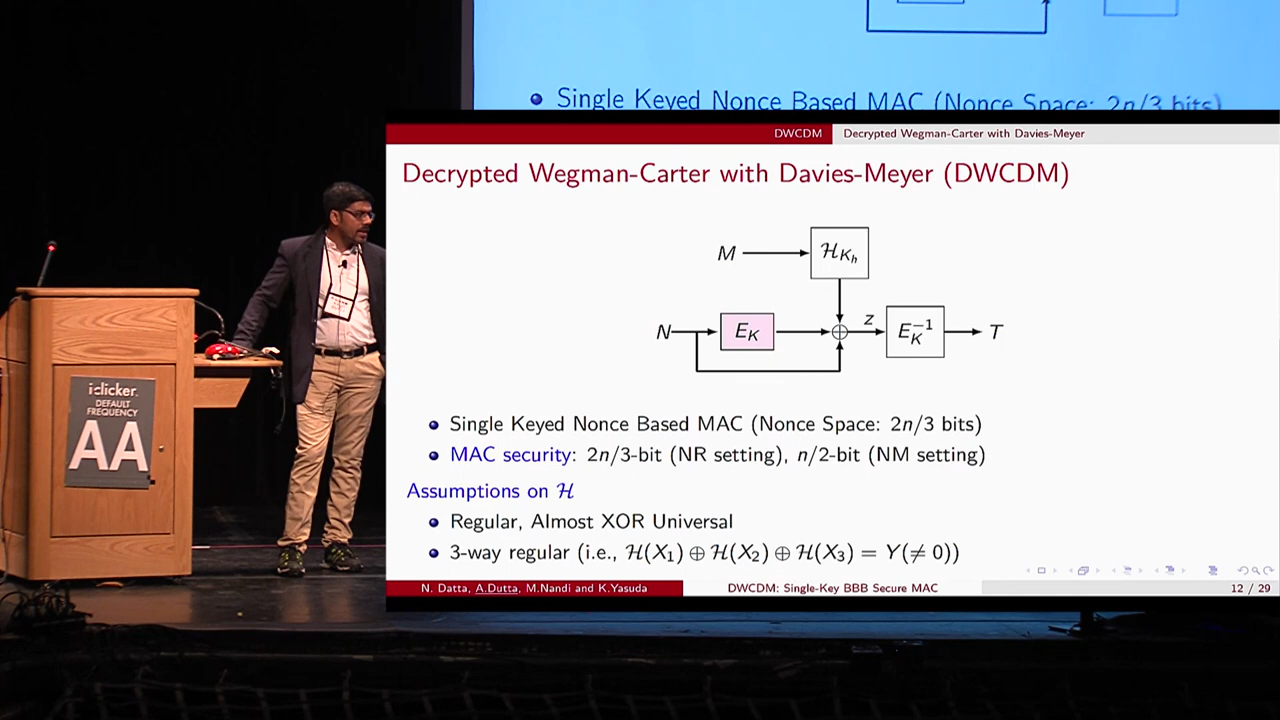 Single Keyed Nonce Based MAC (Nonce Space: 2n/3 bits)
DWCDM Decrypted Wegman-Carter with Davies-Meyer
Decrypted Wegman-Carter with Davies-Meyer (DWCDM)
M
ℋ_{K_h}
N
E_K
⊕
z
E_K^{-1}
T
Single Keyed Nonce Based MAC (Nonce Space: 2n/3 bits)
MAC security: 2n/3-bit (NR setting), n/2-bit (NM setting)
Assumptions on ℋ
Regular, Almost XOR Universal
3-way regular (i.e., ℋ(X₁) ⊕ ℋ(X₂) ⊕ ℋ(X₃) = Y(≠ 0))
N. Datta, A.Dutta, M.Nandi and K.Yasuda
DWCDM: Single-Key BBB Secure MAC
12 / 29
iclicker.
DEFAULT
FREQUENCY
AA